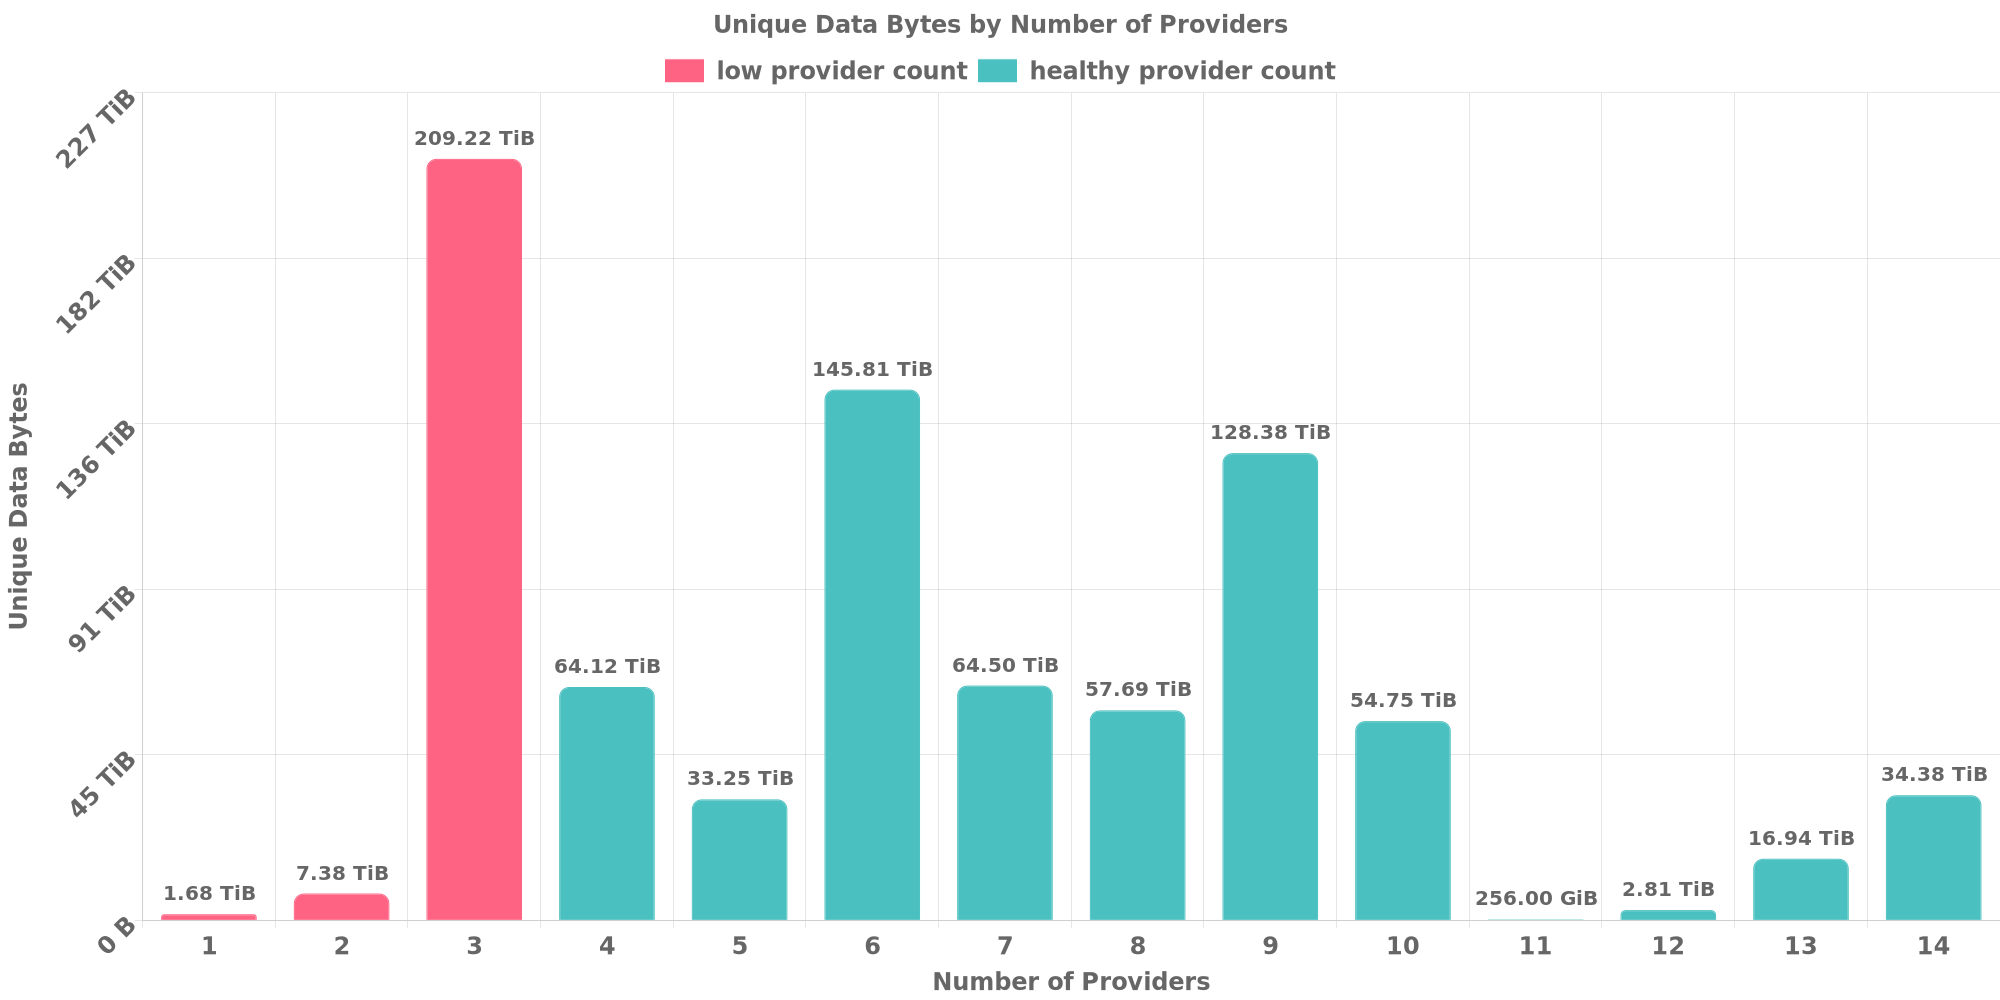 Unique Data Bytes by Number of Providers
low provider count healthy provider count
227 TiB
182 TiB
136 TiB
91 TiB
45 TiB
0 B
Unique Data Bytes
1.68 TiB
7.38 TiB
209.22 TiB
64.12 TiB
33.25 TiB
145.81 TiB
64.50 TiB
57.69 TiB
128.38 TiB
54.75 TiB
256.00 GiB
2.81 TiB
16.94 TiB
34.38 TiB
1 2 3 4 5 6 7 8 9 10 11 12 13 14
Number of Providers